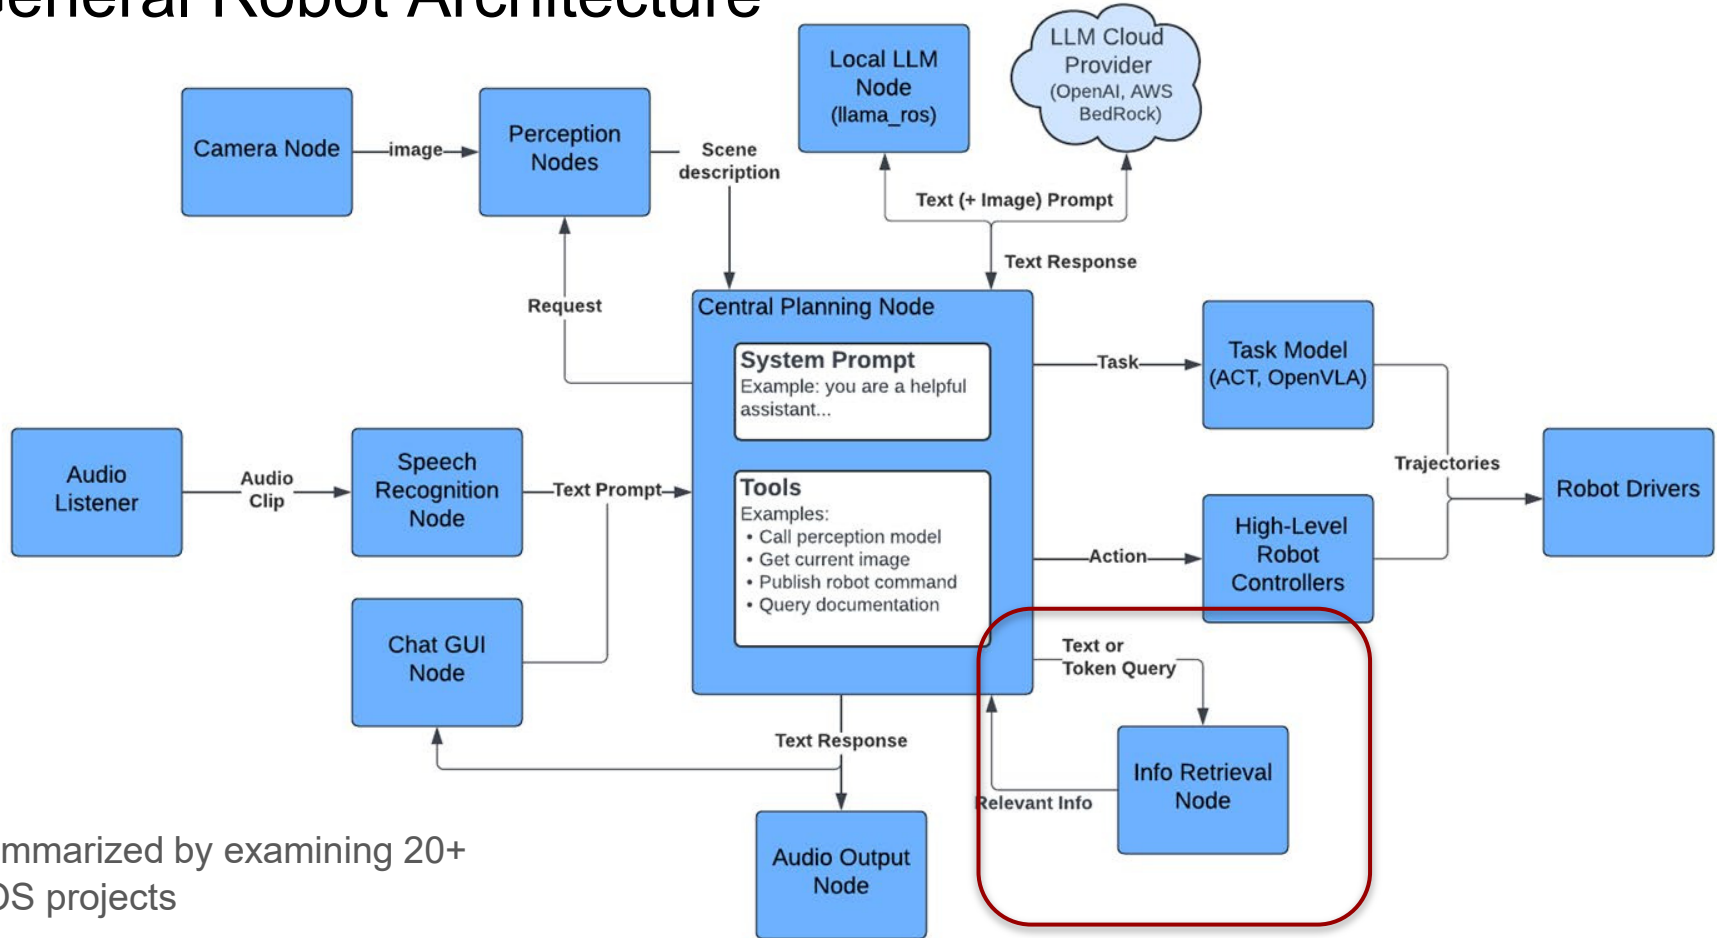 General Robot Architecture
LLM Cloud
Provider
(OpenAI, AWS
BedRock)
Local LLM
Node
(llama_ros)
Camera Node
image
Perception
Nodes
Scene
description
Text (+ Image) Prompt
Text Response
Request
Central Planning Node
System Prompt
Example: you are a helpful
assistant...
Tools
Examples:
• Call perception model
• Get current image
• Publish robot command
• Query documentation
Task
Task Model
(ACT, OpenVLA)
Audio
Listener
Audio
Clip
Speech
Recognition
Node
Text Prompt
Trajectories
Robot Drivers
Action
High-Level
Robot
Controllers
Chat GUI
Node
Text or
Token Query
Text Response
Info Retrieval
Node
Relevant Info
Audio Output
Node
mmarized by examining 20+
OS projects